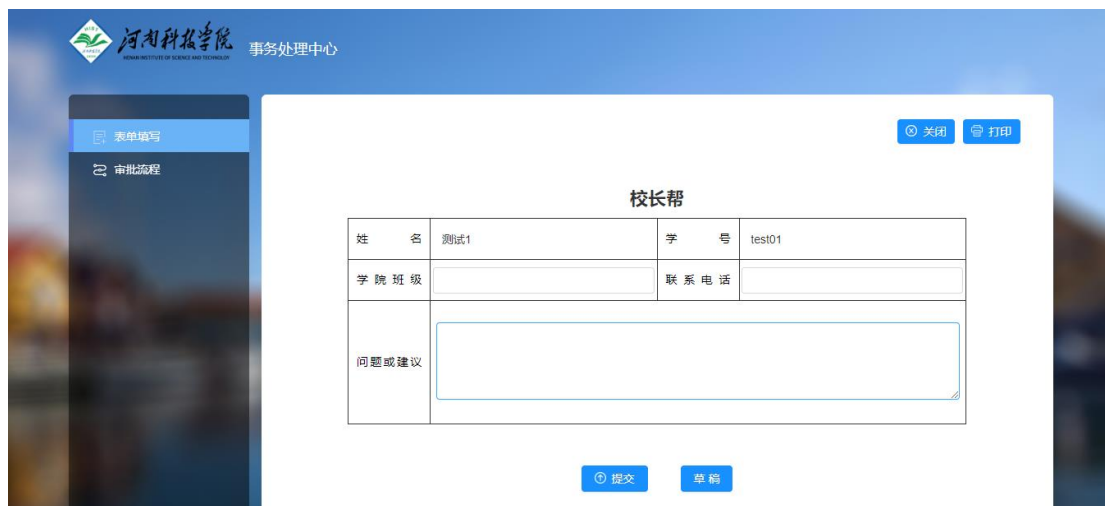 河南科技学院 事务处理中心
HENAN INSTITUTE OF SCIENCE AND TECHNOLOGY
表单填写
审批流程
关闭 打印
校长帮
姓名 测试1 学号 test01
学院班级 联系电话
问题或建议
提交 草稿